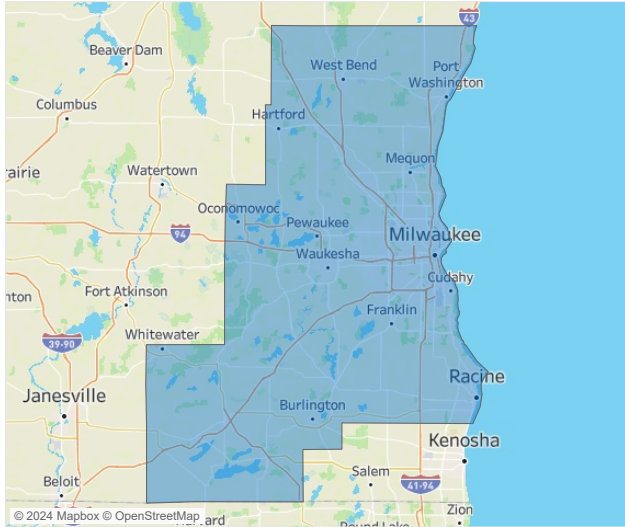 43
Beaver Dam
West Bend
Port
Washington
Columbus
Hartford
Mequon
rairie
Watertown
Oconomowoc
Pewaukee
94
Milwaukee
Waukesha
Cudahy
Fort Atkinson
nton
Franklin
Whitewater
39-90
Racine
Janesville
Burlington
Kenosha
Salem
Beloit
41-94
Zion
© 2024 Mapbox © OpenStreetMap